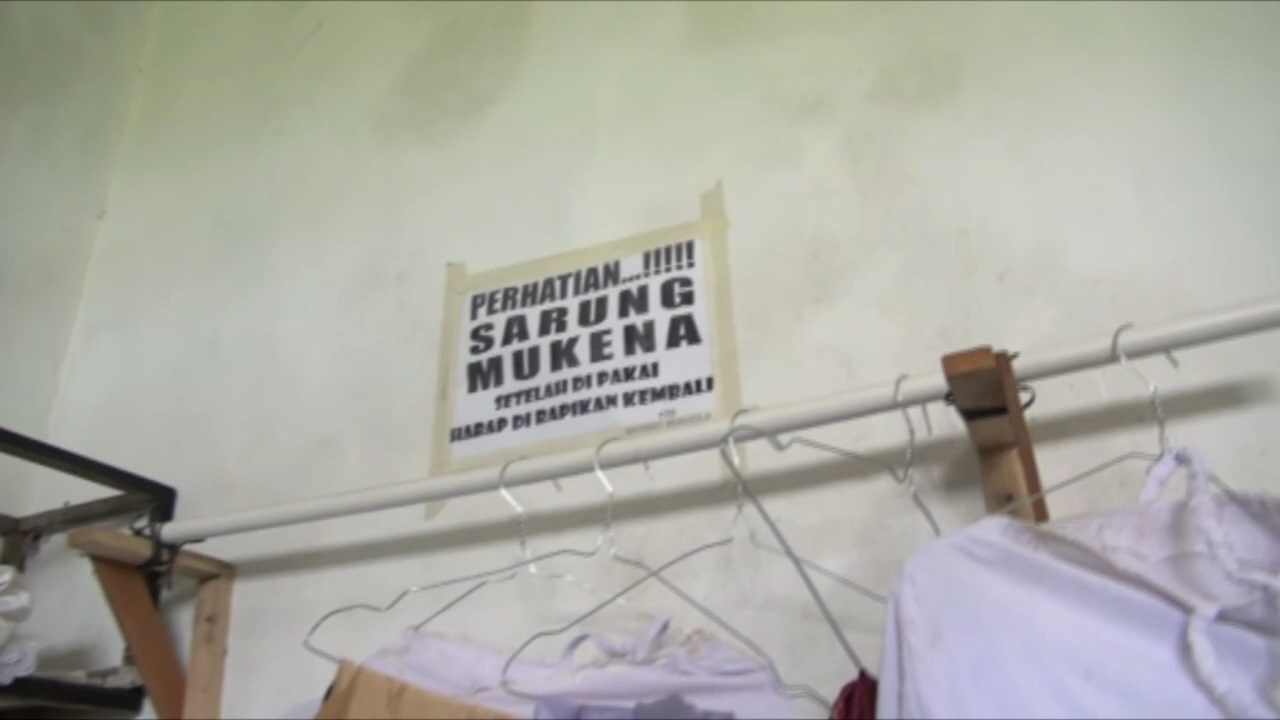 PERHATIAN...!!!!!
SARUNG
MUKENA
SETELAH DI PAKAI
HARAP DI RAPIKAN KEMBALI